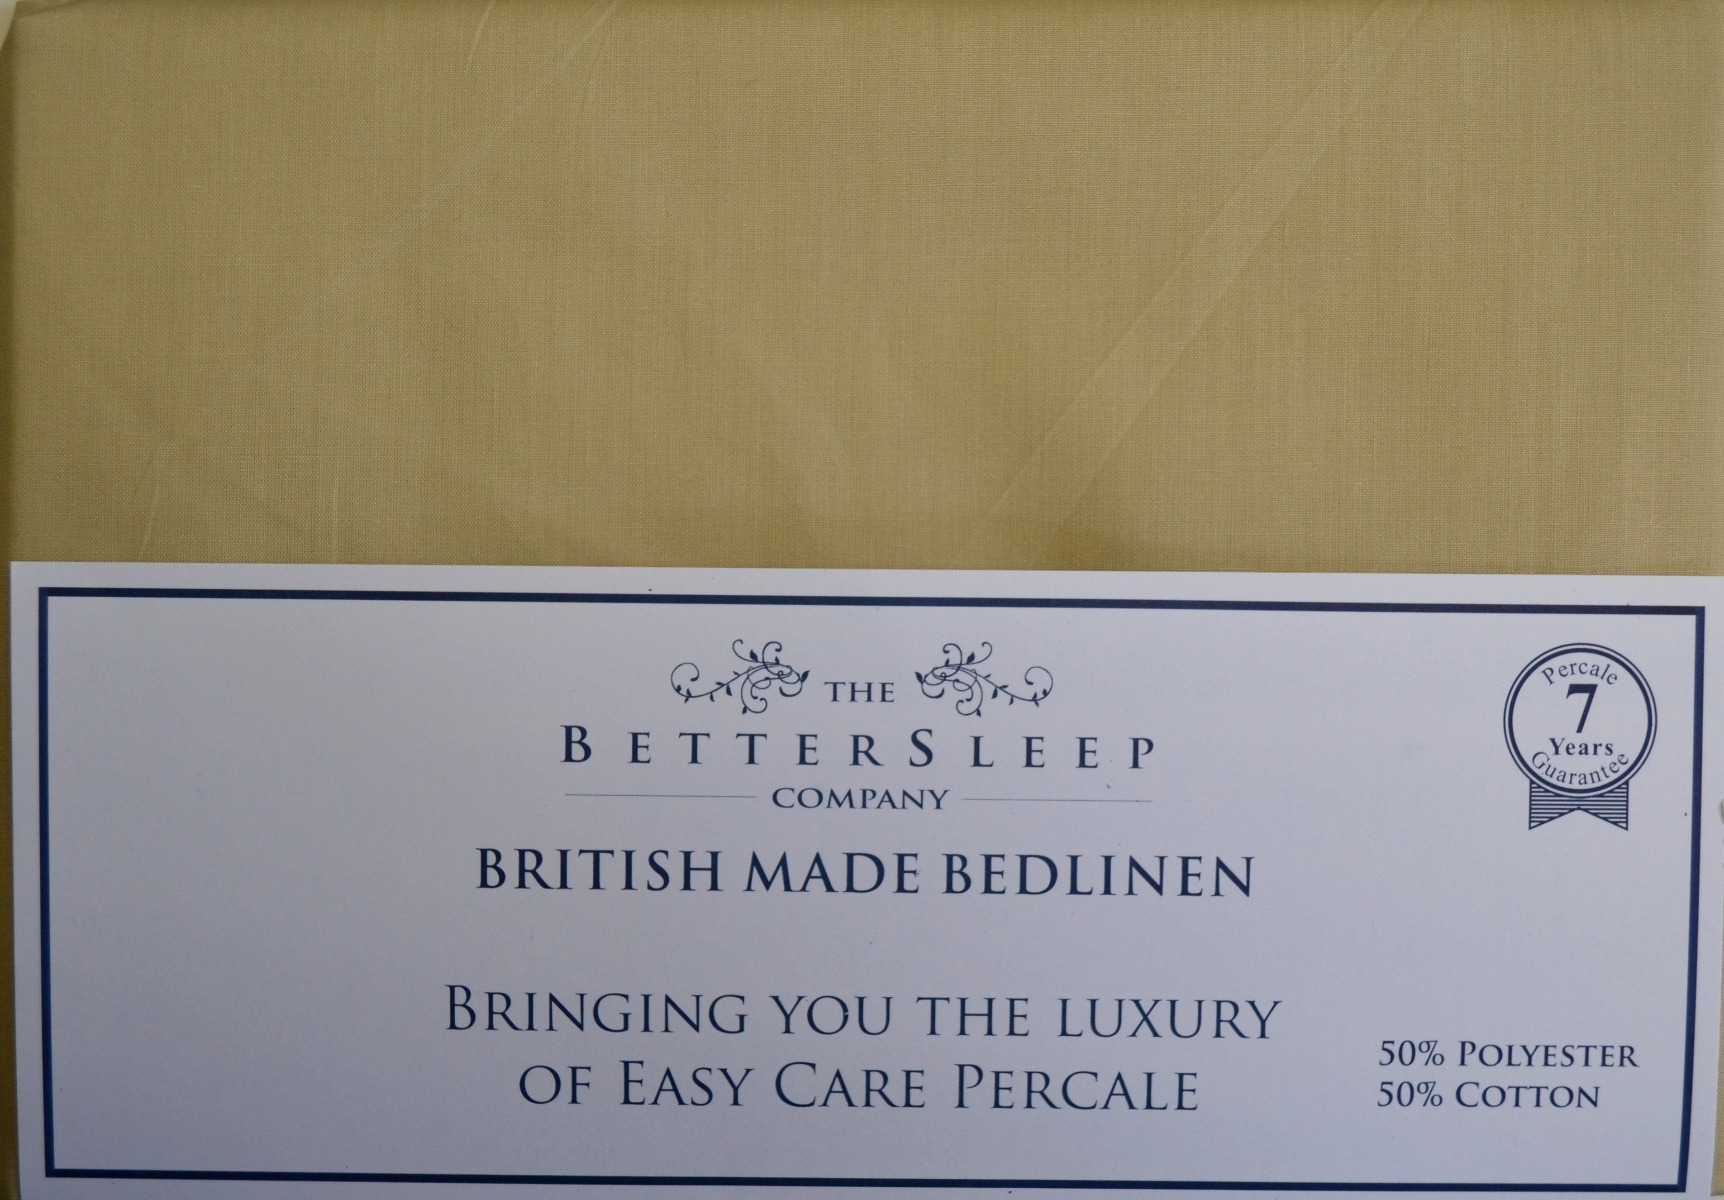 THE
BETTERSLEEP
COMPANY
BRITISH MADE BEDLINEN
BRINGING YOU THE LUXURY
OF EASY CARE PERCALE
Percale
7
Years
Guarantee
50% POLYESTER
50% COTTON